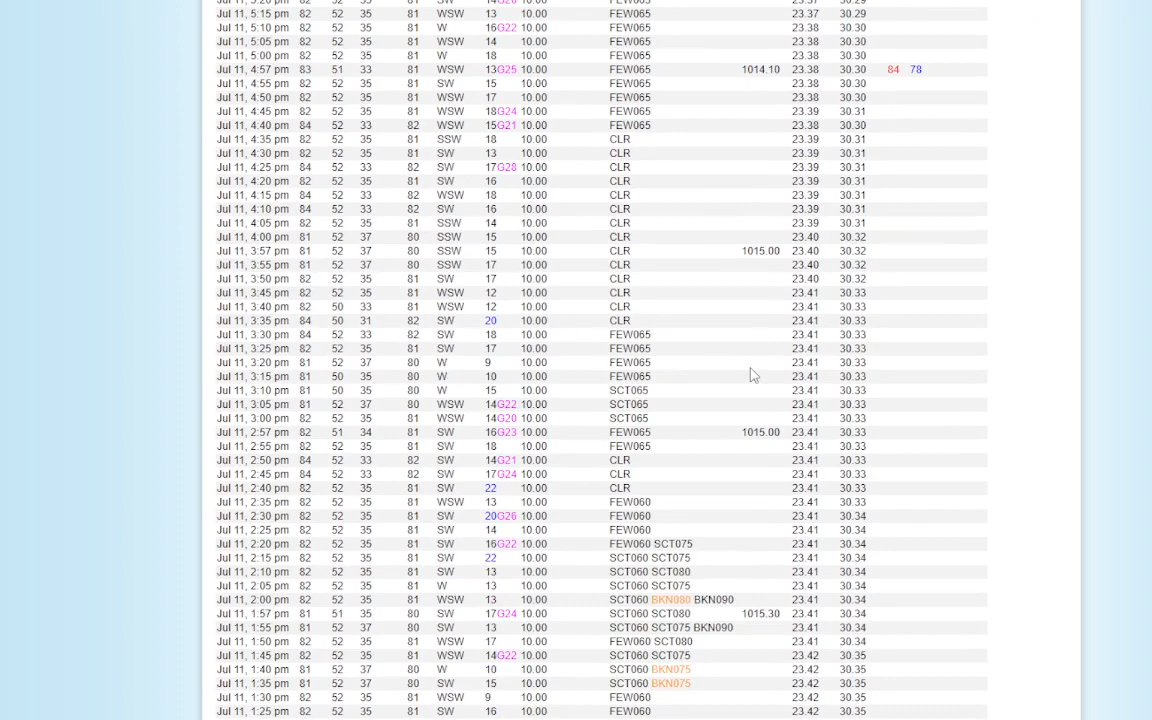 Jul 11, 5:20 pm 82 52 35 81 SW 14G20 10.00 FEW065 23.37 30.29
Jul 11, 5:15 pm 82 52 35 81 WSW 13 10.00 FEW065 23.37 30.30
Jul 11, 5:10 pm 82 52 35 81 W 16G22 10.00 FEW065 23.38 30.30
Jul 11, 5:05 pm 82 52 35 81 WSW 14 10.00 FEW065 23.38 30.30
Jul 11, 5:00 pm 82 52 35 81 W 18 10.00 FEW065 23.38 30.30
Jul 11, 4:57 pm 83 51 33 81 WSW 13G25 10.00 FEW065 1014.10 23.38 30.30 84 78
Jul 11, 4:55 pm 82 52 35 81 SW 15 10.00 FEW065 23.38 30.30
Jul 11, 4:50 pm 82 52 35 81 WSW 17 10.00 FEW065 23.38 30.30
Jul 11, 4:45 pm 82 52 35 81 WSW 18G24 10.00 FEW065 23.39 30.31
Jul 11, 4:40 pm 84 52 33 82 WSW 15G21 10.00 FEW065 23.38 30.30
Jul 11, 4:35 pm 82 52 35 81 SSW 18 10.00 CLR 23.39 30.31
Jul 11, 4:30 pm 82 52 35 81 SW 13 10.00 CLR 23.39 30.31
Jul 11, 4:25 pm 84 52 33 82 SW 17G28 10.00 CLR 23.39 30.31
Jul 11, 4:20 pm 82 52 35 81 SW 16 10.00 CLR 23.39 30.31
Jul 11, 4:15 pm 84 52 33 82 WSW 18 10.00 CLR 23.39 30.31
Jul 11, 4:10 pm 84 52 33 82 SW 16 10.00 CLR 23.39 30.31
Jul 11, 4:05 pm 82 52 35 81 SSW 14 10.00 CLR 23.39 30.31
Jul 11, 4:00 pm 82 52 37 80 SSW 15 10.00 CLR 23.40 30.32
Jul 11, 3:57 pm 81 52 37 80 SSW 15 10.00 CLR 1015.00 23.40 30.32
Jul 11, 3:55 pm 81 52 37 80 SSW 17 10.00 CLR 23.40 30.32
Jul 11, 3:50 pm 82 52 35 81 SW 17 10.00 CLR 23.40 30.32
Jul 11, 3:45 pm 82 52 35 81 WSW 12 10.00 CLR 23.41 30.33
Jul 11, 3:40 pm 82 50 33 81 WSW 12 10.00 CLR 23.41 30.33
Jul 11, 3:35 pm 84 50 31 82 SW 20 10.00 CLR 23.41 30.33
Jul 11, 3:30 pm 84 52 33 82 SW 18 10.00 FEW065 23.41 30.33
Jul 11, 3:25 pm 82 52 35 81 SW 17 10.00 FEW065 23.41 30.33
Jul 11, 3:20 pm 81 52 37 80 W 9 10.00 FEW065 23.41 30.33
Jul 11, 3:15 pm 81 50 35 80 W 10 10.00 FEW065 23.41 30.33
Jul 11, 3:10 pm 81 50 35 80 W 15 10.00 SCT065 23.41 30.33
Jul 11, 3:05 pm 81 52 37 80 WSW 14G22 10.00 SCT065 23.41 30.33
Jul 11, 3:00 pm 82 52 35 81 WSW 14G20 10.00 SCT065 23.41 30.33
Jul 11, 2:57 pm 82 51 34 81 SW 16G23 10.00 FEW065 1015.00 23.41 30.33
Jul 11, 2:55 pm 82 52 35 81 SW 18 10.00 FEW065 23.41 30.33
Jul 11, 2:50 pm 84 52 33 82 SW 14G21 10.00 CLR 23.41 30.33
Jul 11, 2:45 pm 84 52 33 82 SW 17G24 10.00 CLR 23.41 30.33
Jul 11, 2:40 pm 82 52 35 81 SW 22 10.00 CLR 23.41 30.33
Jul 11, 2:35 pm 82 52 35 81 WSW 13 10.00 FEW060 23.41 30.33
Jul 11, 2:30 pm 82 52 35 81 SW 20G26 10.00 FEW060 23.41 30.34
Jul 11, 2:25 pm 82 52 35 81 SW 14 10.00 FEW060 23.41 30.34
Jul 11, 2:20 pm 82 52 35 81 SW 16G22 10.00 FEW060 SCT075 23.41 30.34
Jul 11, 2:15 pm 82 52 35 81 SW 22 10.00 SCT060 SCT075 23.41 30.34
Jul 11, 2:10 pm 82 52 35 81 SW 13 10.00 SCT060 SCT080 23.41 30.34
Jul 11, 2:05 pm 82 52 35 81 W 13 10.00 SCT060 SCT075 23.41 30.34
Jul 11, 2:00 pm 82 52 35 81 WSW 13 10.00 SCT060 BKN080 BKN090 23.41 30.34
Jul 11, 1:57 pm 81 51 35 80 SW 17G24 10.00 SCT060 SCT080 1015.30 23.41 30.34
Jul 11, 1:55 pm 81 52 37 80 SW 13 10.00 SCT060 SCT075 BKN090 23.41 30.34
Jul 11, 1:50 pm 82 52 35 81 WSW 17 10.00 FEW060 SCT080 23.41 30.34
Jul 11, 1:45 pm 82 52 35 81 WSW 14G22 10.00 SCT060 SCT075 23.42 30.35
Jul 11, 1:40 pm 81 52 37 80 W 10 10.00 SCT060 BKN075 23.42 30.35
Jul 11, 1:35 pm 81 52 37 80 SW 15 10.00 SCT060 BKN075 23.42 30.35
Jul 11, 1:30 pm 82 52 35 81 WSW 9 10.00 FEW060 23.42 30.35
Jul 11, 1:25 pm 82 52 35 81 SW 16 10.00 FEW060 23.42 30.35